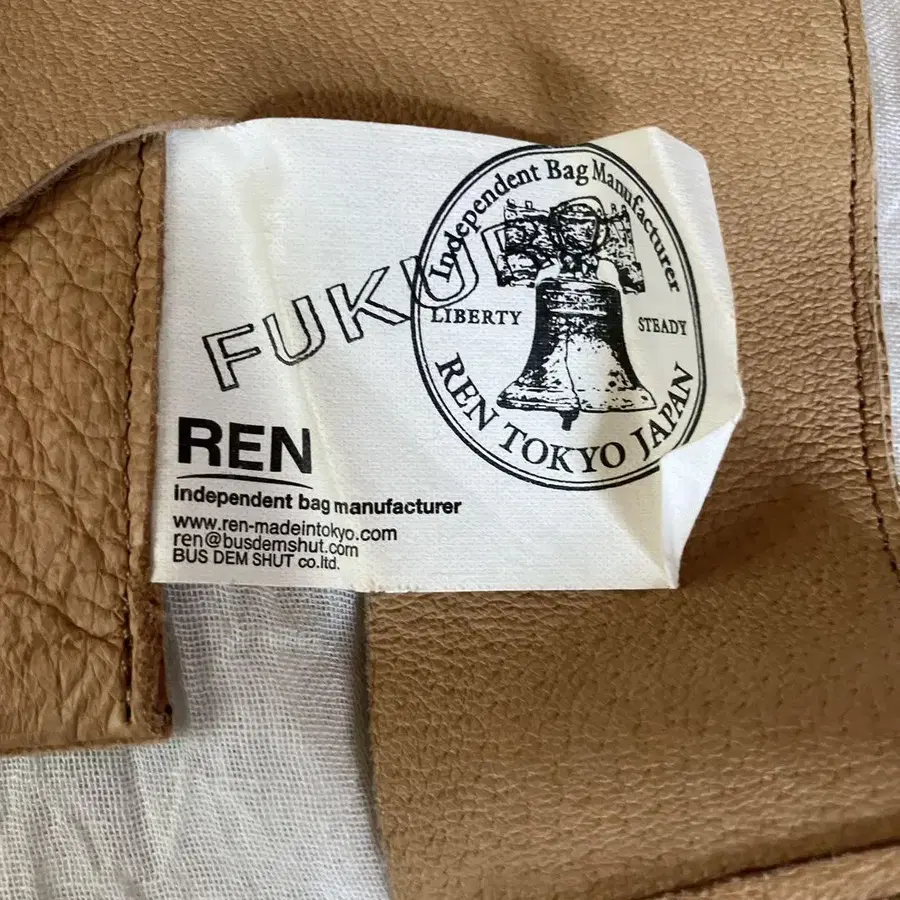 Independent Bag Manufacturer
LIBERTY
STEADY
REN TOKYO JAPAN
REN
Independent bag manufacturer
www.ren-madeintokyo.com
ren@busdemshut.com
BUS DEM SHUT co.ltd.